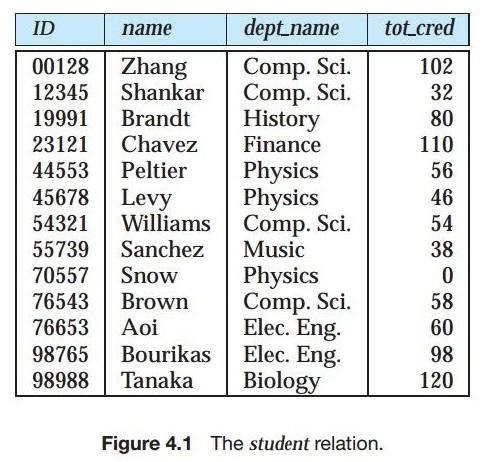 ID name dept_name tot_cred
00128 Zhang Comp. Sci. 102
12345 Shankar Comp. Sci. 32
19991 Brandt History 80
23121 Chavez Finance 110
44553 Peltier Physics 56
45678 Levy Physics 46
54321 Williams Comp. Sci. 54
55739 Sanchez Music 38
70557 Snow Physics 0
76543 Brown Comp. Sci. 58
76653 Aoi Elec. Eng. 60
98765 Bourikas Elec. Eng. 98
98988 Tanaka Biology 120
Figure 4.1 The student relation.